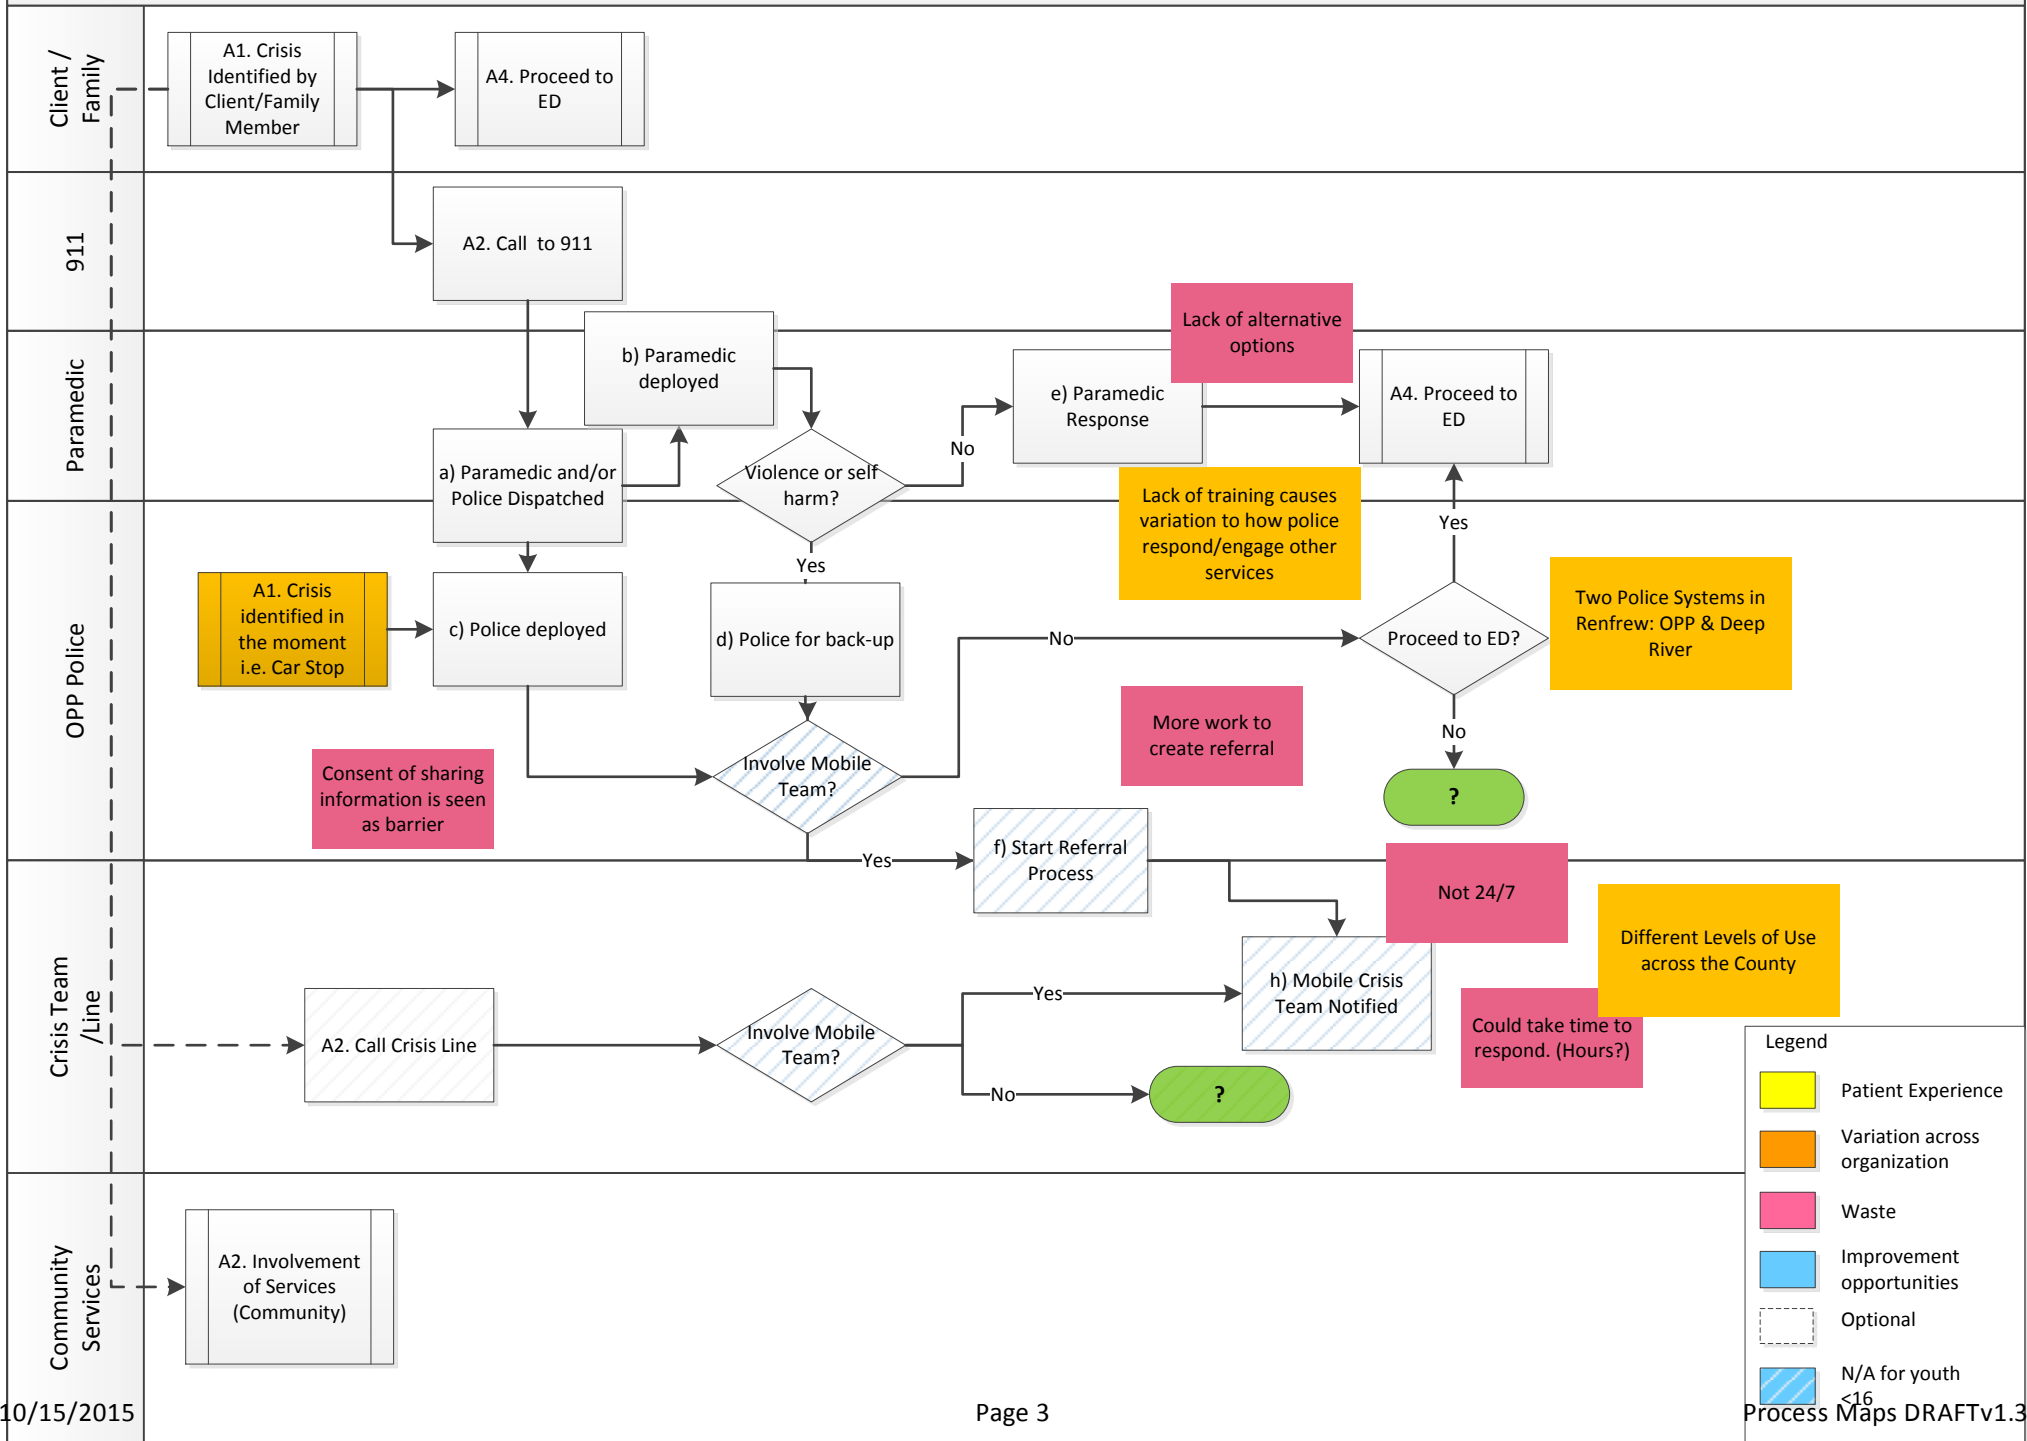 Client /
Family
A1. Crisis
Identified by
Client/Family
Member
A4. Proceed to
ED
911
A2. Call to 911
Paramedic
b) Paramedic
deployed
Lack of alternative
options
e) Paramedic
Response
A4. Proceed to
ED
No
a) Paramedic and/or
Police Dispatched
Violence or self
harm?
Lack of training causes
variation to how police
respond/engage other
services
Yes
Yes
OPP Police
A1. Crisis
identified in
the moment
i.e. Car Stop
c) Police deployed
d) Police for back-up
No
Proceed to ED?
Two Police Systems in
Renfrew: OPP & Deep
River
No
?
Consent of sharing
information is seen
as barrier
Involve Mobile
Team?
More work to
create referral
Yes
f) Start Referral
Process
Crisis Team
/Line
Not 24/7
Different Levels of Use
across the County
A2. Call Crisis Line
Involve Mobile
Team?
Yes
h) Mobile Crisis
Team Notified
Could take time to
respond. (Hours?)
No
?
Community
Services
A2. Involvement
of Services
(Community)
Legend
Patient Experience
Variation across
organization
Waste
Improvement
opportunities
Optional
N/A for youth
<16
10/15/2015
Page 3
Process Maps DRAFTv1.3